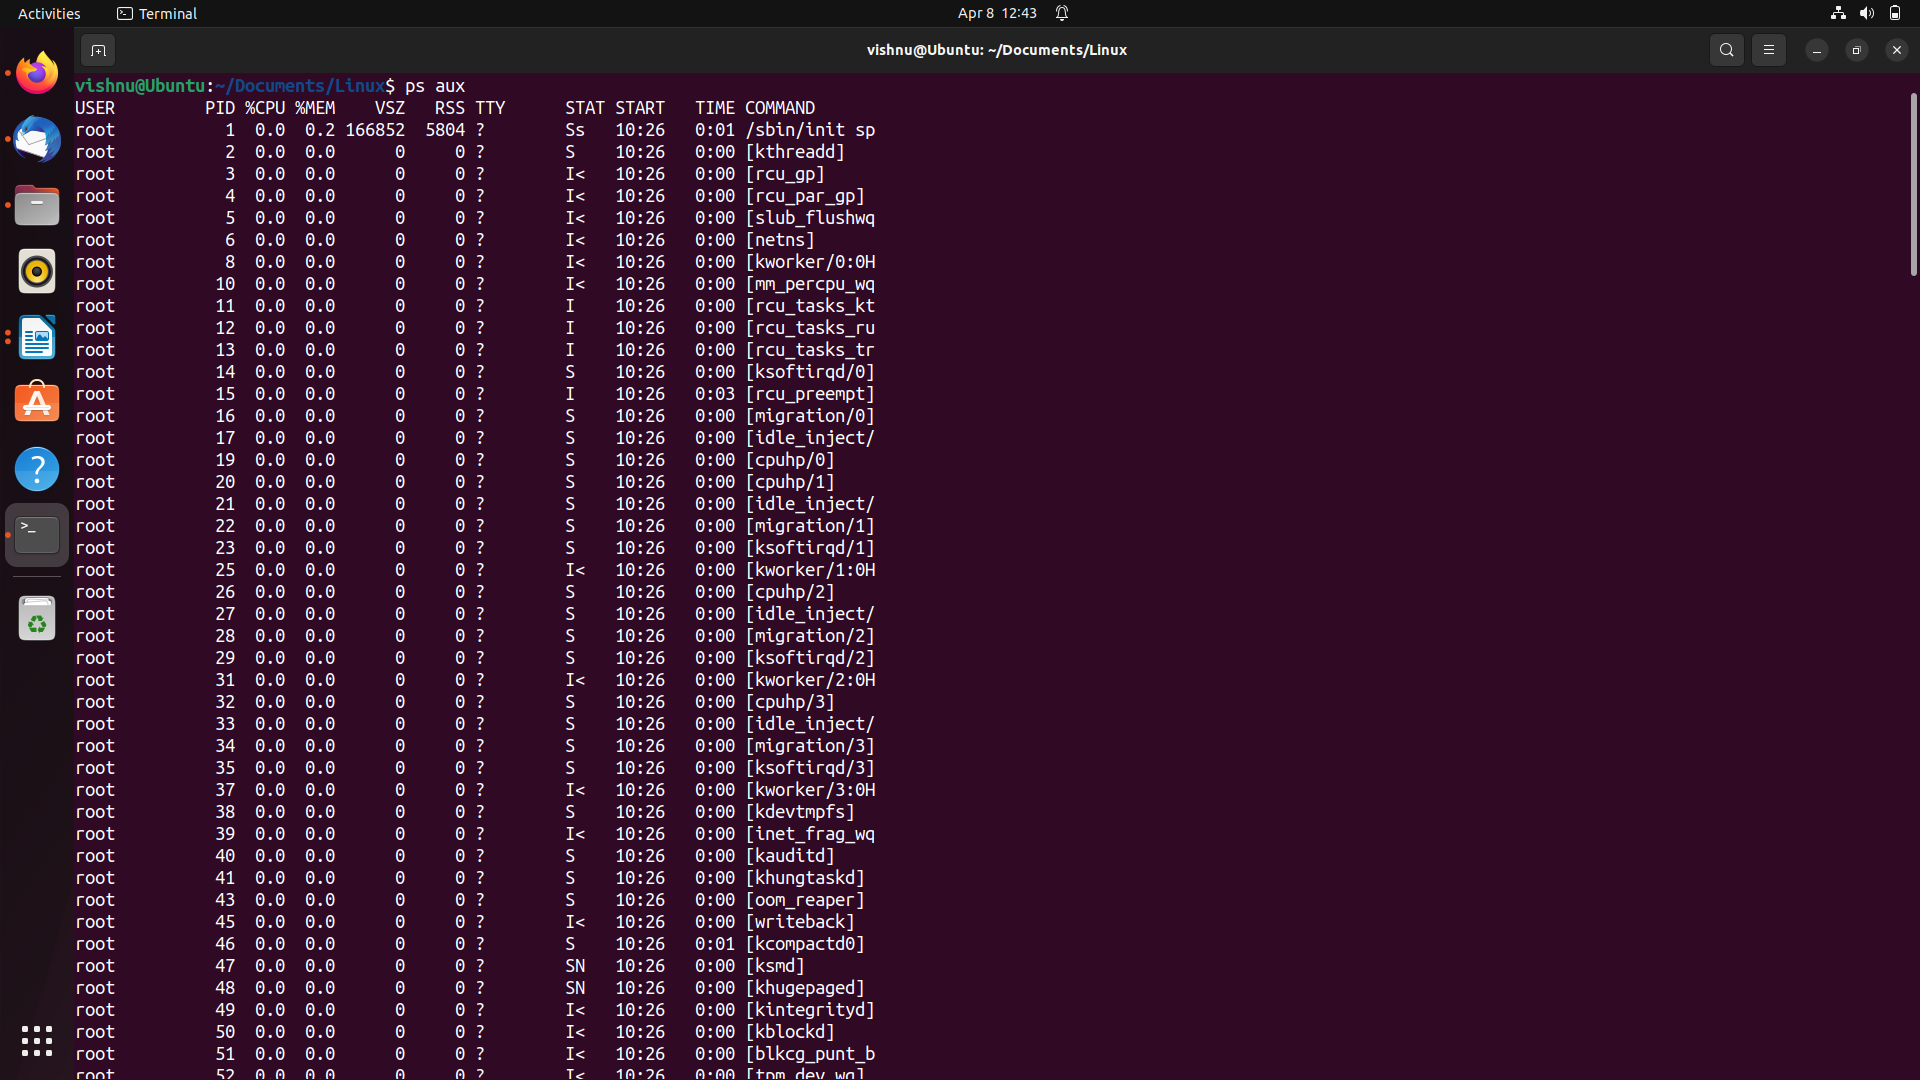 Activities Terminal Apr 8 12:43
vishnu@Ubuntu: ~/Documents/Linux
vishnu@Ubuntu:~/Documents/Linux$ ps aux
USER PID %CPU %MEM VSZ RSS TTY STAT START TIME COMMAND
root 1 0.0 0.2 166852 5804 ? Ss 10:26 0:01 /sbin/init sp
root 2 0.0 0.0 0 0 ? S 10:26 0:00 [kthreadd]
root 3 0.0 0.0 0 0 ? I< 10:26 0:00 [rcu_gp]
root 4 0.0 0.0 0 0 ? I< 10:26 0:00 [rcu_par_gp]
root 5 0.0 0.0 0 0 ? I< 10:26 0:00 [slub_flushwq
root 6 0.0 0.0 0 0 ? I< 10:26 0:00 [netns]
root 8 0.0 0.0 0 0 ? I< 10:26 0:00 [kworker/0:0H
root 10 0.0 0.0 0 0 ? I< 10:26 0:00 [mm_percpu_wq
root 11 0.0 0.0 0 0 ? I 10:26 0:00 [rcu_tasks_kt
root 12 0.0 0.0 0 0 ? I 10:26 0:00 [rcu_tasks_ru
root 13 0.0 0.0 0 0 ? I 10:26 0:00 [rcu_tasks_tr
root 14 0.0 0.0 0 0 ? S 10:26 0:00 [ksoftirqd/0]
root 15 0.0 0.0 0 0 ? I 10:26 0:03 [rcu_preempt]
root 16 0.0 0.0 0 0 ? S 10:26 0:00 [migration/0]
root 17 0.0 0.0 0 0 ? S 10:26 0:00 [idle_inject/
root 19 0.0 0.0 0 0 ? S 10:26 0:00 [cpuhp/0]
root 20 0.0 0.0 0 0 ? S 10:26 0:00 [cpuhp/1]
root 21 0.0 0.0 0 0 ? S 10:26 0:00 [idle_inject/
root 22 0.0 0.0 0 0 ? S 10:26 0:00 [migration/1]
root 23 0.0 0.0 0 0 ? S 10:26 0:00 [ksoftirqd/1]
root 25 0.0 0.0 0 0 ? I< 10:26 0:00 [kworker/1:0H
root 26 0.0 0.0 0 0 ? S 10:26 0:00 [cpuhp/2]
root 27 0.0 0.0 0 0 ? S 10:26 0:00 [idle_inject/
root 28 0.0 0.0 0 0 ? S 10:26 0:00 [migration/2]
root 29 0.0 0.0 0 0 ? S 10:26 0:00 [ksoftirqd/2]
root 31 0.0 0.0 0 0 ? I< 10:26 0:00 [kworker/2:0H
root 32 0.0 0.0 0 0 ? S 10:26 0:00 [cpuhp/3]
root 33 0.0 0.0 0 0 ? S 10:26 0:00 [idle_inject/
root 34 0.0 0.0 0 0 ? S 10:26 0:00 [migration/3]
root 35 0.0 0.0 0 0 ? S 10:26 0:00 [ksoftirqd/3]
root 37 0.0 0.0 0 0 ? I< 10:26 0:00 [kworker/3:0H
root 38 0.0 0.0 0 0 ? S 10:26 0:00 [kdevtmpfs]
root 39 0.0 0.0 0 0 ? I< 10:26 0:00 [inet_frag_wq
root 40 0.0 0.0 0 0 ? S 10:26 0:00 [kauditd]
root 41 0.0 0.0 0 0 ? S 10:26 0:00 [khungtaskd]
root 43 0.0 0.0 0 0 ? S 10:26 0:00 [oom_reaper]
root 45 0.0 0.0 0 0 ? I< 10:26 0:00 [writeback]
root 46 0.0 0.0 0 0 ? S 10:26 0:01 [kcompactd0]
root 47 0.0 0.0 0 0 ? SN 10:26 0:00 [ksmd]
root 48 0.0 0.0 0 0 ? SN 10:26 0:00 [khugepaged]
root 49 0.0 0.0 0 0 ? I< 10:26 0:00 [kintegrityd]
root 50 0.0 0.0 0 0 ? I< 10:26 0:00 [kblockd]
root 51 0.0 0.0 0 0 ? I< 10:26 0:00 [blkcg_punt_b
root 52 0.0 0.0 0 0 ? I< 10:26 0:00 [tpm_dev_wq]